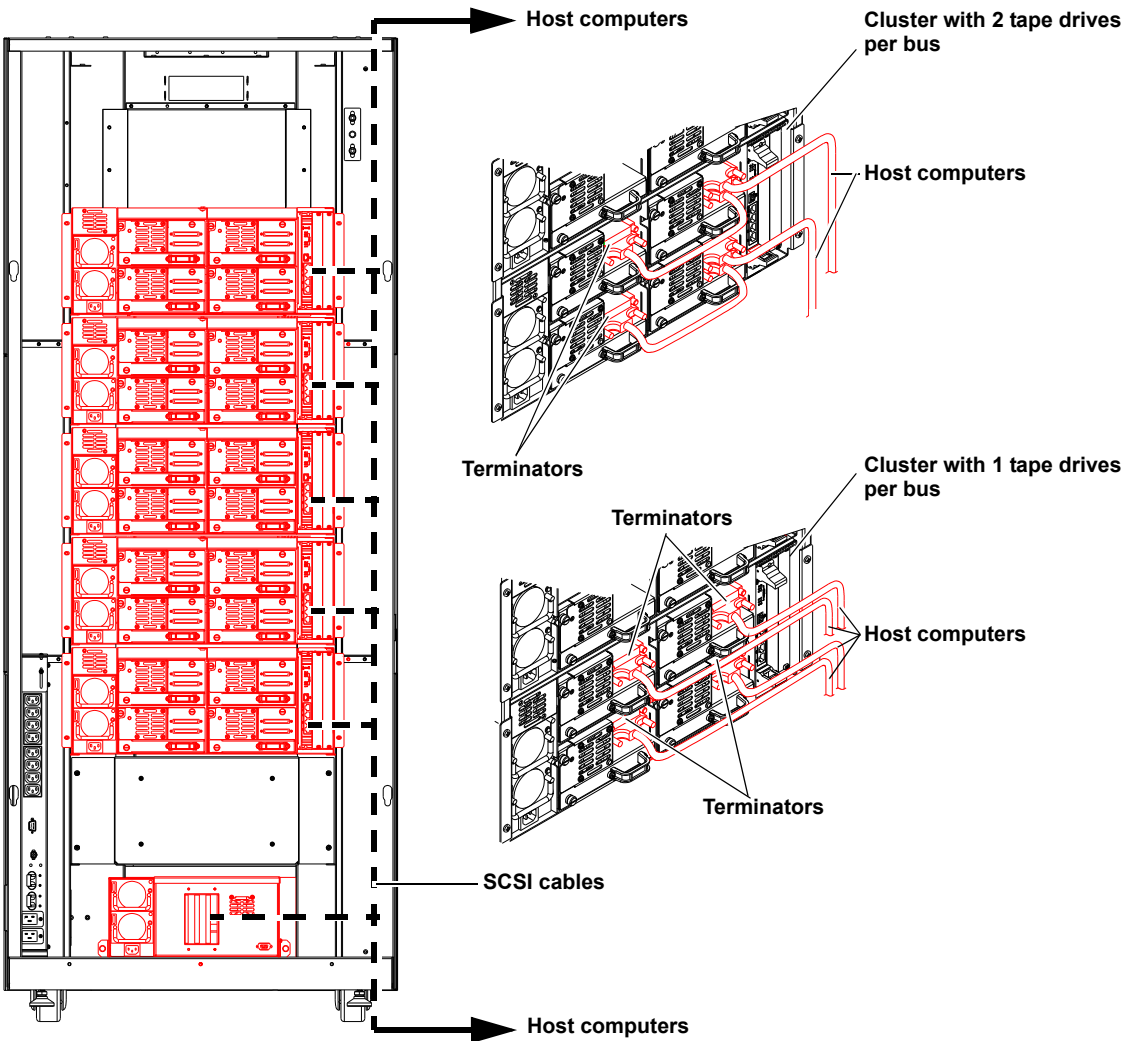 Host computers
Cluster with 2 tape drives
per bus
Host computers
Terminators
Cluster with 1 tape drives
per bus
Terminators
Host computers
Terminators
SCSI cables
Host computers